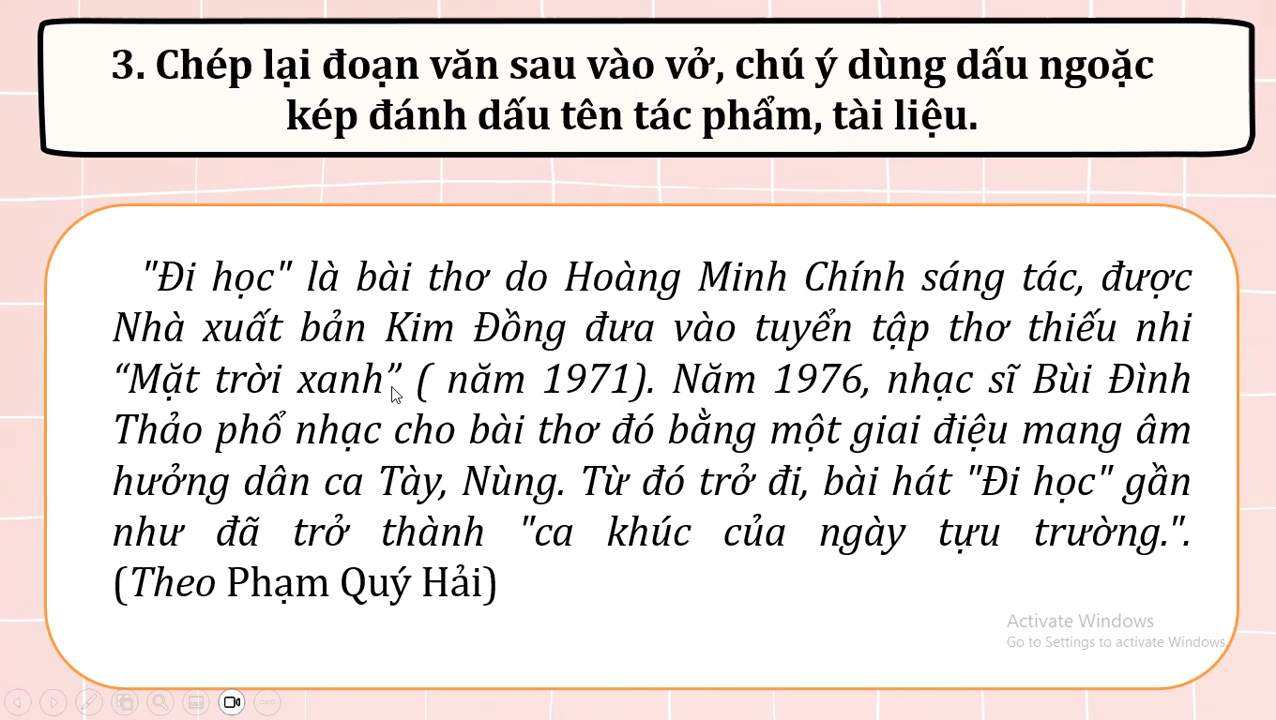 3. Chép lại đoạn văn sau vào vở, chú ý dùng dấu ngoặc
kép đánh dấu tên tác phẩm, tài liệu.
"Đi học" là bài thơ do Hoàng Minh Chính sáng tác, được
Nhà xuất bản Kim Đồng đưa vào tuyển tập thơ thiếu nhi
“Mặt trời xanh” ( năm 1971). Năm 1976, nhạc sĩ Bùi Đình
Thảo phổ nhạc cho bài thơ đó bằng một giai điệu mang âm
hưởng dân ca Tày, Nùng. Từ đó trở đi, bài hát "Đi học" gần
như đã trở thành "ca khúc của ngày tựu trường.".
(Theo Phạm Quý Hải)
Activate Windows
Go to Settings to activate Windows.